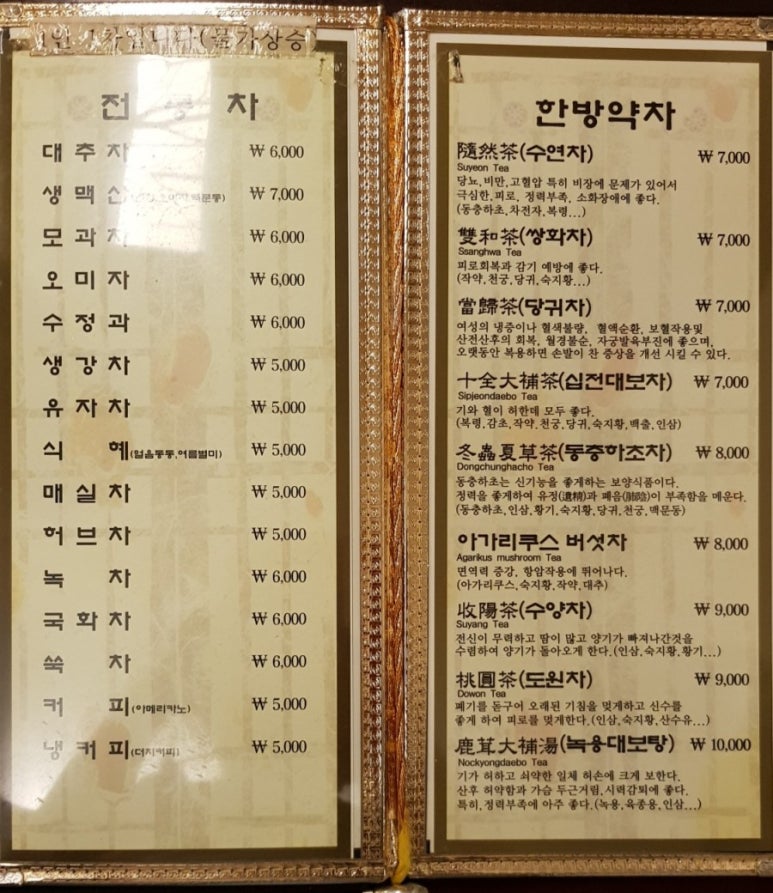 1인 1차입니다(물가상승)
전통차
대추차 ₩ 6,000
생맥산 맥문동) ₩ 7,000
모과차 ₩ 6,000
오미자 ₩ 6,000
수정과 ₩ 6,000
생강차 ₩ 5,000
유자차 ₩ 5,000
식혜(얼음동동,여름별미) ₩ 5,000
매실차 ₩ 5,000
허브차 ₩ 5,000
녹차 ₩ 6,000
국화차 ₩ 6,000
쑥차 ₩ 6,000
커피(아메리카노) ₩ 5,000
냉커피(더치커피) ₩ 5,000
한방약차
隨然茶(수연차) ₩ 7,000
Suyeon Tea
당뇨,비만,고혈압 특히 비장에 문제가 있어서
극심한,피로, 정력부족, 소화장애에 좋다.
(동충하초,차전자,복령...)
雙和茶(쌍화차) ₩ 7,000
Ssanghwa Tea
피로회복과 감기 예방에 좋다.
(작약,천궁,당귀,숙지황...)
當歸茶(당귀차) ₩ 7,000
여성의 냉증이나 혈색불량, 혈액순환, 보혈작용및
산전산후의 회복, 월경불순, 자궁발육부진에 좋으며,
오랫동안 복용하면 손발이 찬 증상을 개선 시킬 수 있다.
十全大補茶(십전대보차) ₩ 7,000
Sipjeondaebo Tea
기와 혈이 허한데 모두 좋다.
(복령,감초,작약,천궁,당귀,숙지황,백출,인삼)
冬蟲夏草茶(동충하초차) ₩ 8,000
Dongchunghacho Tea
동충하초는 신기능을 좋게하는 보양식품이다.
정력을 좋게하여 유정(遺精)과 폐음(肺陰)이 부족함을 메운다.
(동충하초,인삼,황기,숙지황,당귀,천궁,맥문동)
아가리쿠스 버섯차 ₩ 8,000
Agarikus mushroom Tea
면역력 증강, 항암작용에 뛰어나다.
(아가리쿠스,숙지황,작약,대추)
收陽茶(수양차) ₩ 9,000
Suyang Tea
전신이 무력하고 땀이 많고 양기가 빠져나간것을
수렴하여 양기가 돌아오게 한다.(인삼,숙지황,황기...)
桃圓茶(도원차) ₩ 9,000
Dowon Tea
폐기를 돋구어 오래된 기침을 멎게하고 신수를
좋게 하여 피로를 멎게한다.(인삼,숙지황,산수유...)
鹿茸大補湯(녹용대보탕) ₩ 10,000
Nockyongdaebo Tea
기가 허하고 쇠약한 일체 허손에 크게 보한다.
산후 허약함과 가슴 두근거림,시력감퇴에 좋다.
특히,정력부족에 아주 좋다.(녹용,육종용,인삼...)